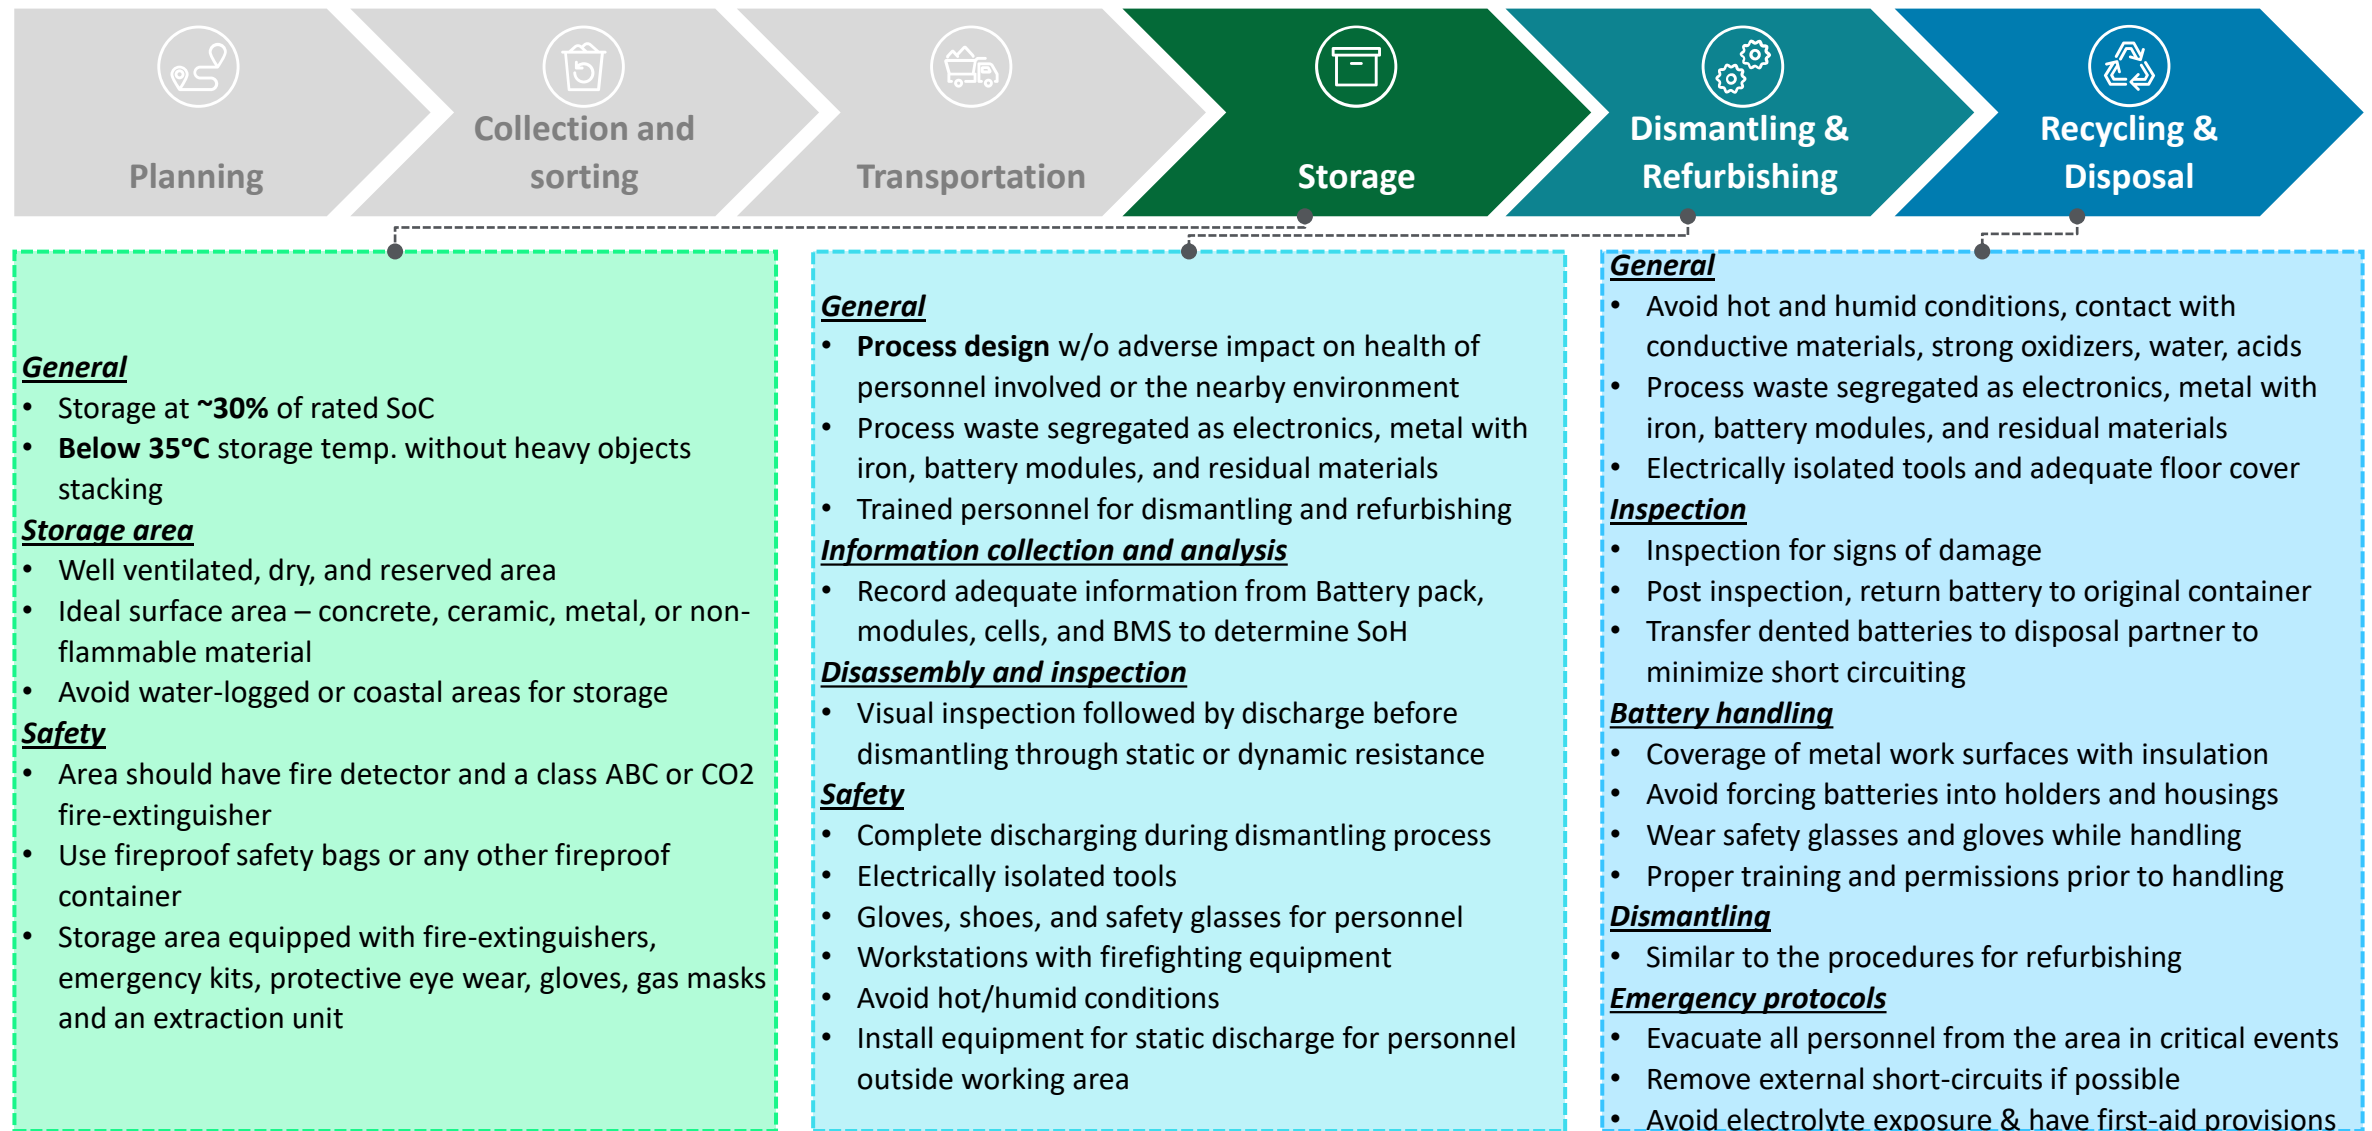 Planning
Collection and
sorting
Transportation
Storage
Dismantling &
Refurbishing
Recycling &
Disposal
General
• Storage at ~30% of rated SoC
• Below 35°C storage temp. without heavy objects
stacking
Storage area
• Well ventilated, dry, and reserved area
• Ideal surface area – concrete, ceramic, metal, or non-
flammable material
• Avoid water-logged or coastal areas for storage
Safety
• Area should have fire detector and a class ABC or CO2
fire-extinguisher
• Use fireproof safety bags or any other fireproof
container
• Storage area equipped with fire-extinguishers,
emergency kits, protective eye wear, gloves, gas masks
and an extraction unit
General
• Process design w/o adverse impact on health of
personnel involved or the nearby environment
• Process waste segregated as electronics, metal with
iron, battery modules, and residual materials
• Trained personnel for dismantling and refurbishing
Information collection and analysis
• Record adequate information from Battery pack,
modules, cells, and BMS to determine SoH
Disassembly and inspection
• Visual inspection followed by discharge before
dismantling through static or dynamic resistance
Safety
• Complete discharging during dismantling process
• Electrically isolated tools
• Gloves, shoes, and safety glasses for personnel
• Workstations with firefighting equipment
• Avoid hot/humid conditions
• Install equipment for static discharge for personnel
outside working area
General
• Avoid hot and humid conditions, contact with
conductive materials, strong oxidizers, water, acids
• Process waste segregated as electronics, metal with
iron, battery modules, and residual materials
• Electrically isolated tools and adequate floor cover
Inspection
• Inspection for signs of damage
• Post inspection, return battery to original container
• Transfer dented batteries to disposal partner to
minimize short circuiting
Battery handling
• Coverage of metal work surfaces with insulation
• Avoid forcing batteries into holders and housings
• Wear safety glasses and gloves while handling
• Proper training and permissions prior to handling
Dismantling
• Similar to the procedures for refurbishing
Emergency protocols
• Evacuate all personnel from the area in critical events
• Remove external short-circuits if possible
• Avoid electrolyte exposure & have first-aid provisions